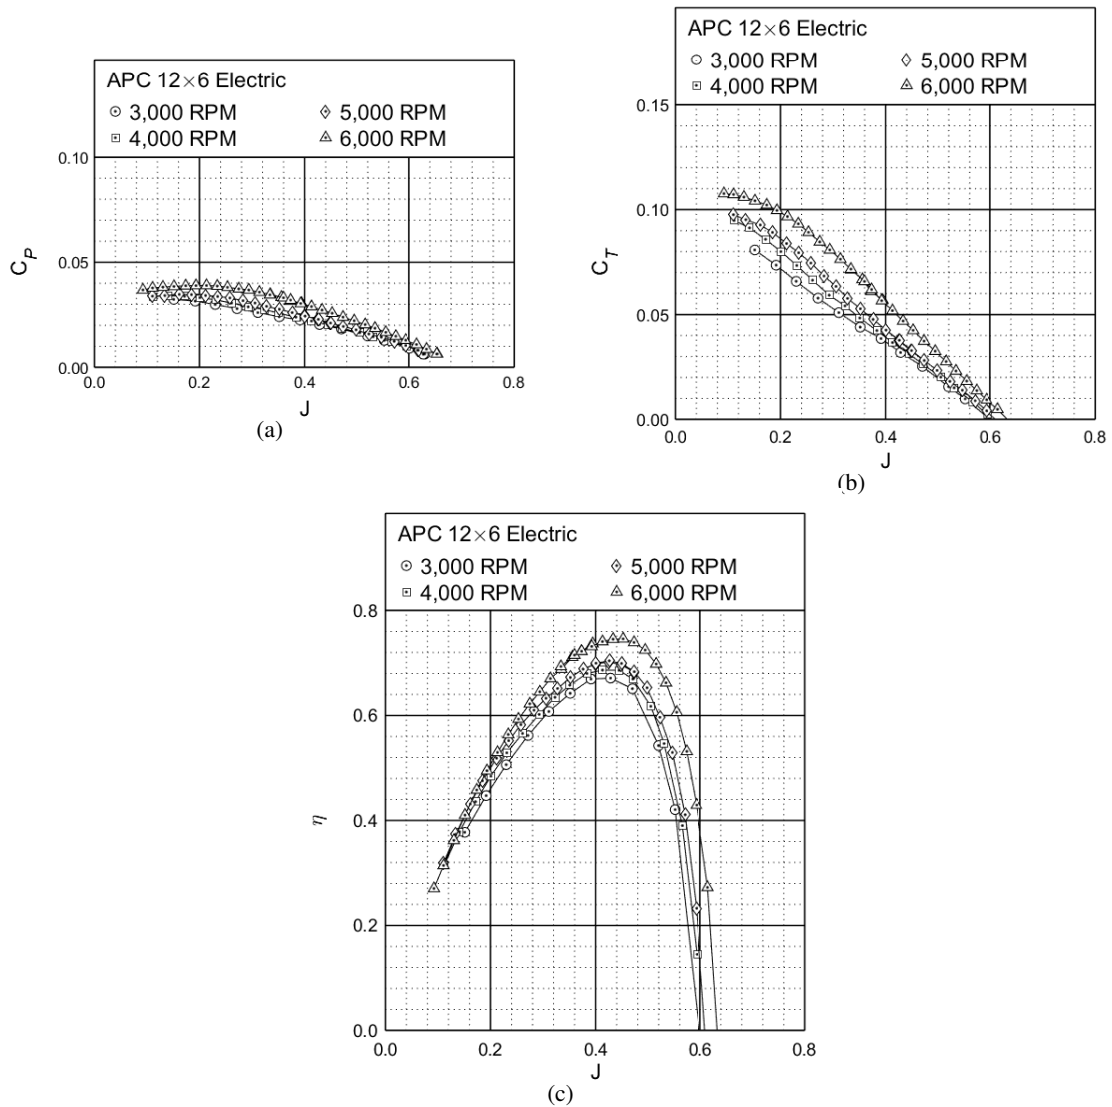 APC 12×6 Electric
3,000 RPM 5,000 RPM
4,000 RPM 6,000 RPM
0.10
0.05
0.00
C_P
0.0 0.2 0.4 0.6 0.8
J
(a)
APC 12×6 Electric
3,000 RPM 5,000 RPM
4,000 RPM 6,000 RPM
0.15
0.10
0.05
0.00
C_T
0.0 0.2 0.4 0.6 0.8
J
(b)
APC 12×6 Electric
3,000 RPM 5,000 RPM
4,000 RPM 6,000 RPM
0.8
0.6
0.4
0.2
0.0
η
0.0 0.2 0.4 0.6 0.8
J
(c)